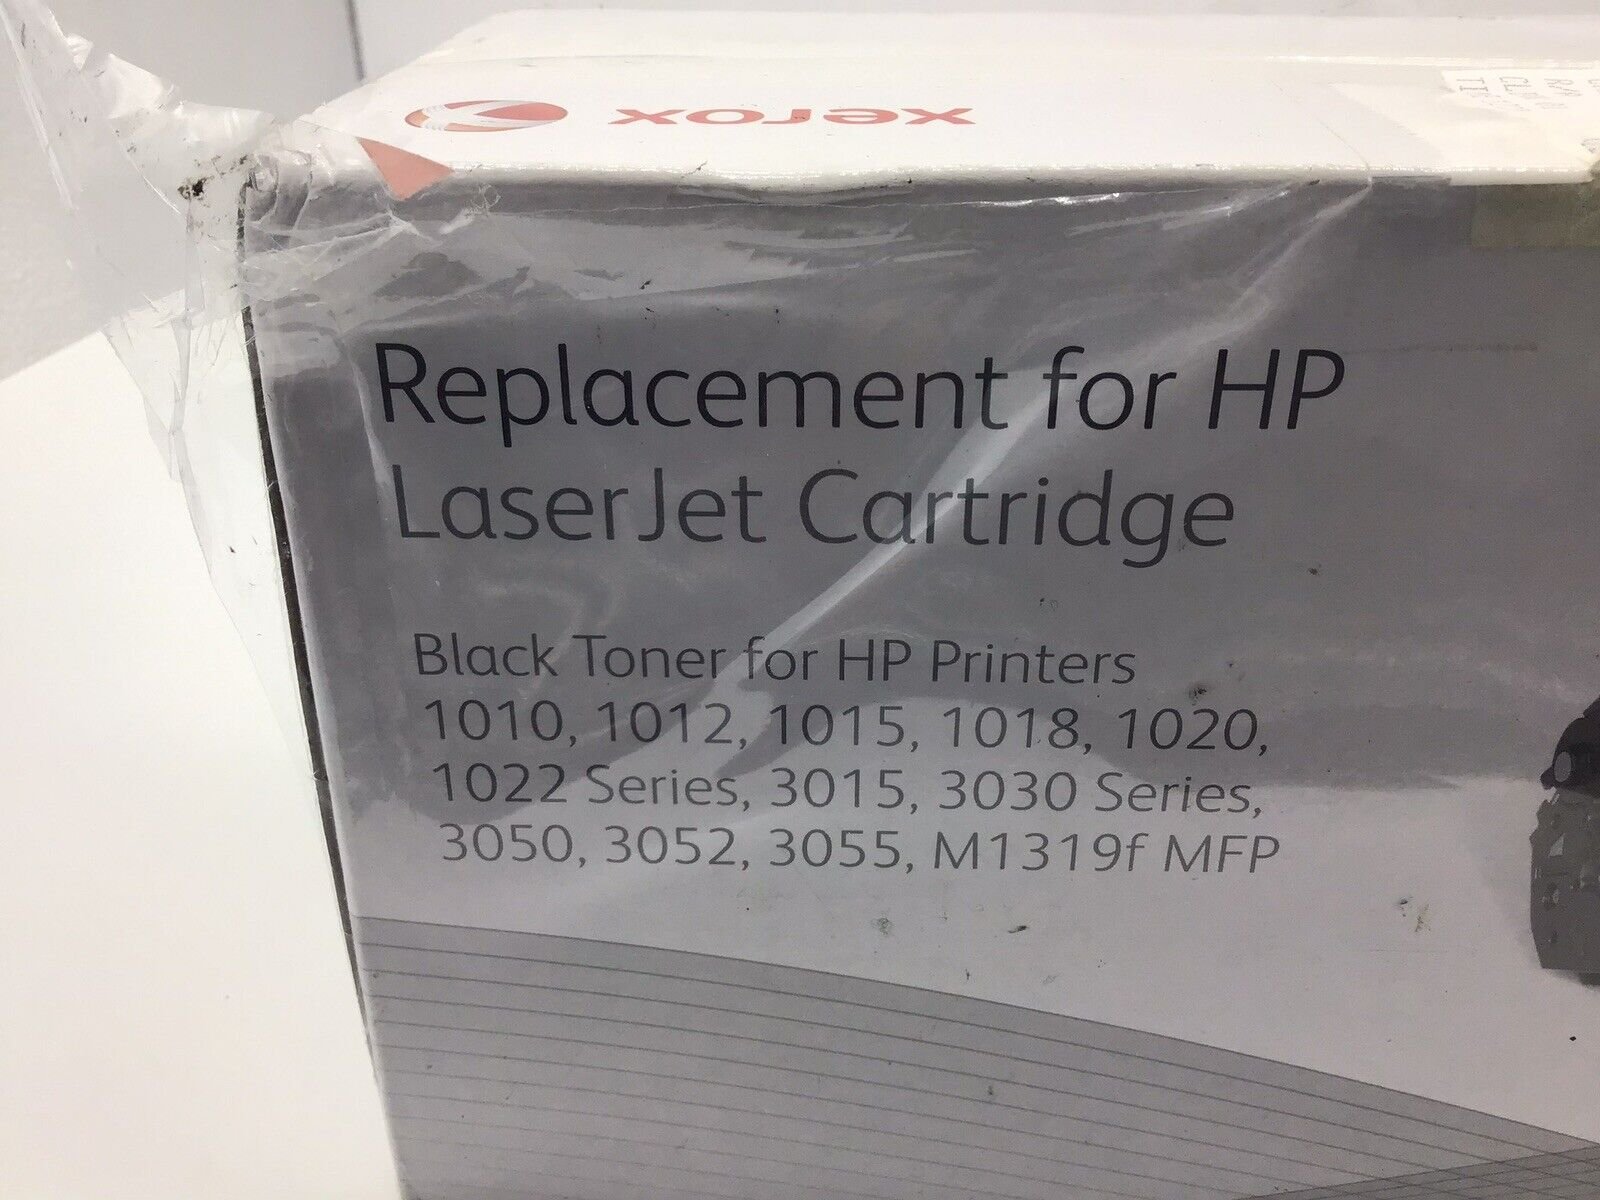 xerox
Replacement for HP
LaserJet Cartridge
Black Toner for HP Printers
1010, 1012, 1015, 1018, 1020,
1022 Series, 3015, 3030 Series,
3050, 3052, 3055, M1319f MFP